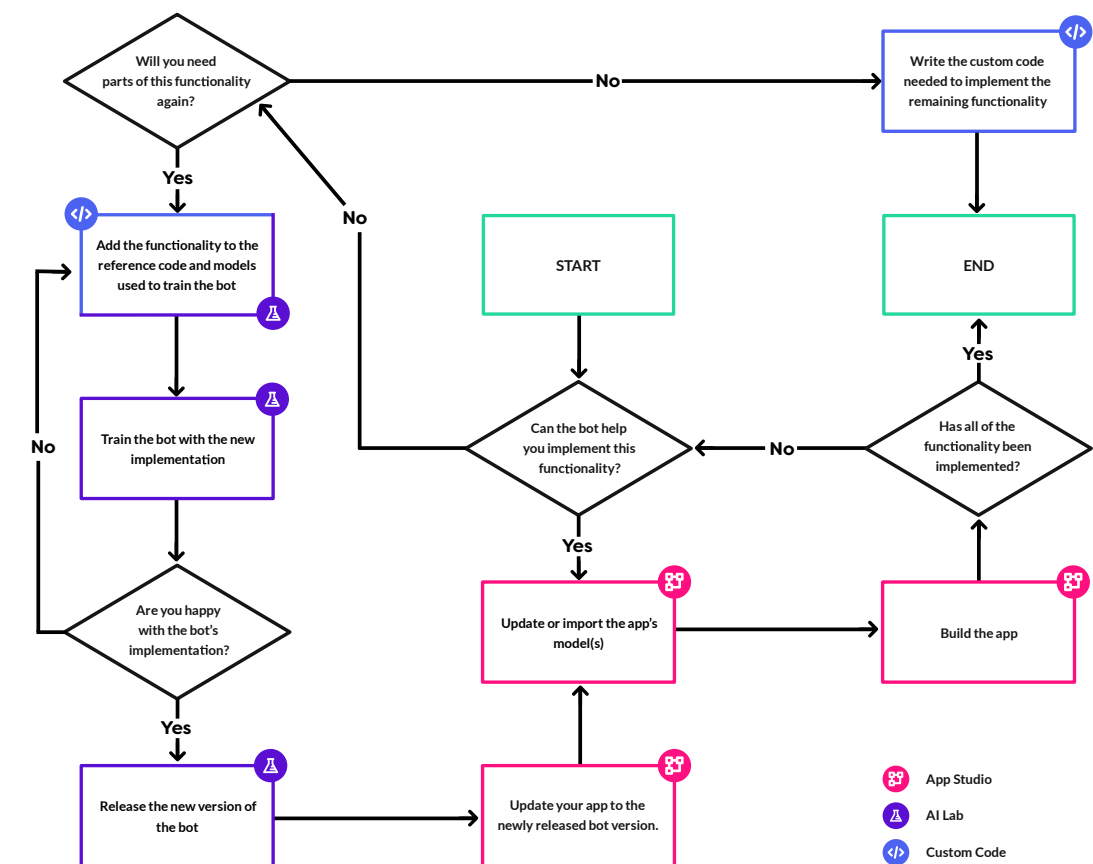 Will you need
parts of this functionality
again?
No
Write the custom code
needed to implement the
remaining functionality
Yes
No
Add the functionality to the
reference code and models
used to train the bot
START
END
Yes
No
Train the bot with the new
implementation
Can the bot help
you implement this
functionality?
No
Has all of the
functionality been
implemented?
Yes
Are you happy
with the bot's
implementation?
Update or import the app's
model(s)
Build the app
Yes
Release the new version of
the bot
Update your app to the
newly released bot version.
App Studio
AI Lab
Custom Code